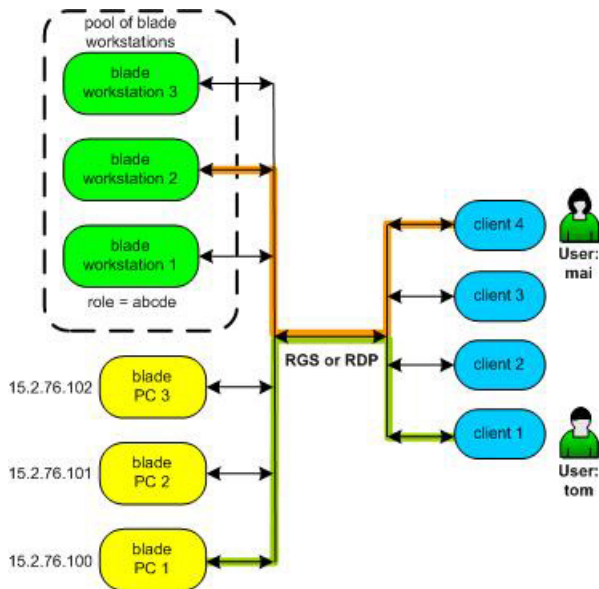 pool of blade
workstations
blade
workstation 3
blade
workstation 2
blade
workstation 1
role = abcde
client 4
User:
mai
client 3
RGS or RDP
client 2
client 1
User:
tom
15.2.76.102
blade
PC 3
15.2.76.101
blade
PC 2
15.2.76.100
blade
PC 1